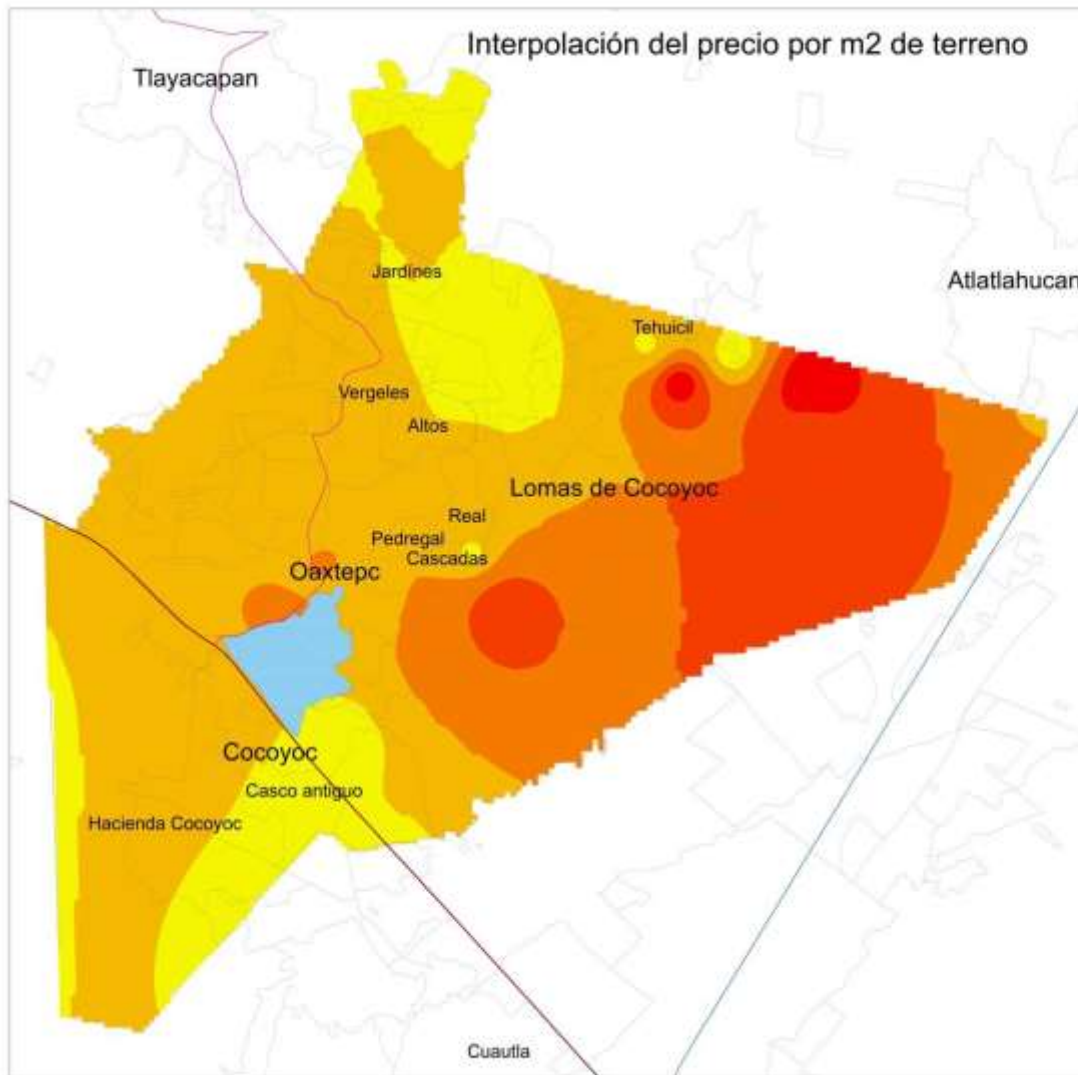 Interpolación del precio por m2 de terreno
Tlayacapan
Jardines
Atlatlahucan
Tehuicil
Vergeles
Altos
Lomas de Cocoyoc
Real
Pedregal
Cascadas
Oaxtepc
Cocoyoc
Casco antiguo
Hacienda Cocoyoc
Cuautla